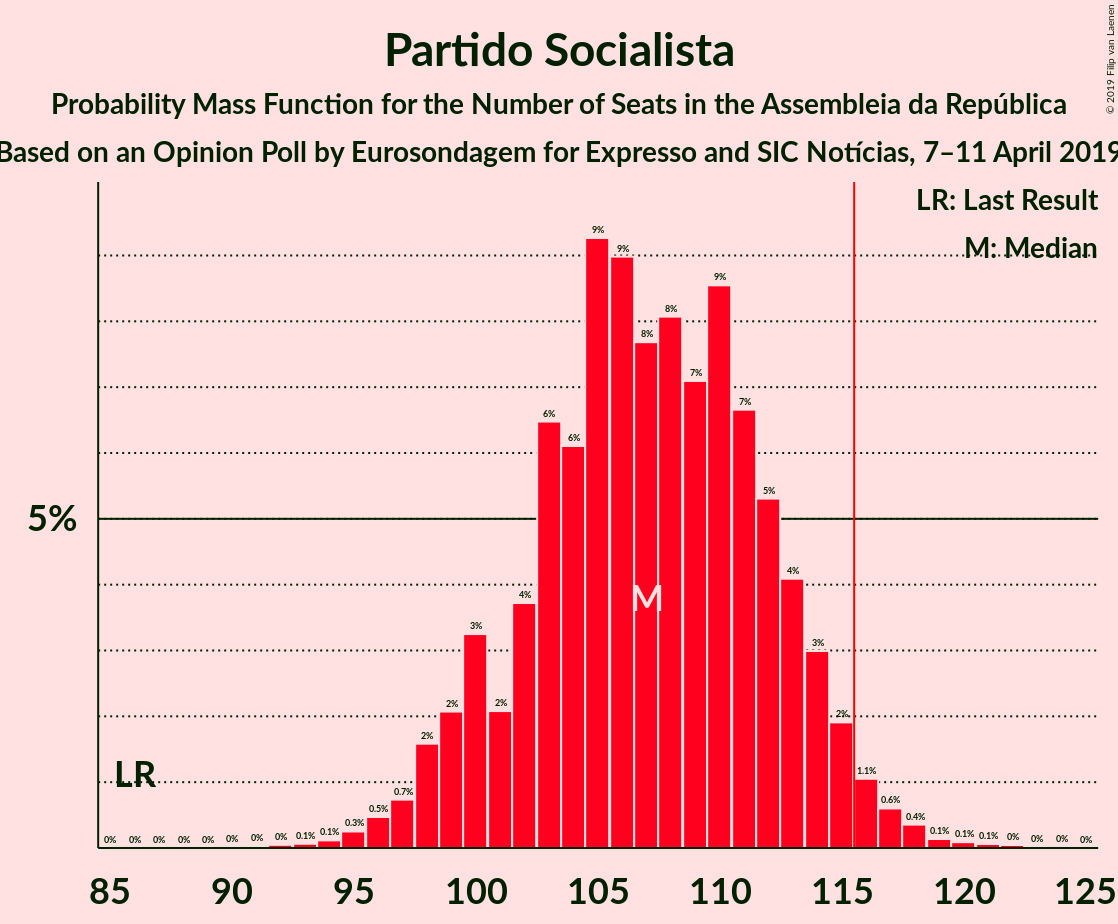 Partido Socialista
Probability Mass Function for the Number of Seats in the Assembleia da República
Based on an Opinion Poll by Eurosondagem for Expresso and SIC Notícias, 7–11 April 2019
© 2019 Filip van Laenen
LR: Last Result
M: Median
5%
LR
M
0% 0% 0% 0% 0% 0% 0% 0% 0.1% 0.1% 0.3% 0.5% 0.7% 2% 2% 3% 2% 4% 6% 6% 9% 9% 8% 8% 7% 9% 7% 5% 4% 3% 2% 1.1% 0.6% 0.4% 0.1% 0.1% 0.1% 0% 0% 0% 0%
85 90 95 100 105 110 115 120 125